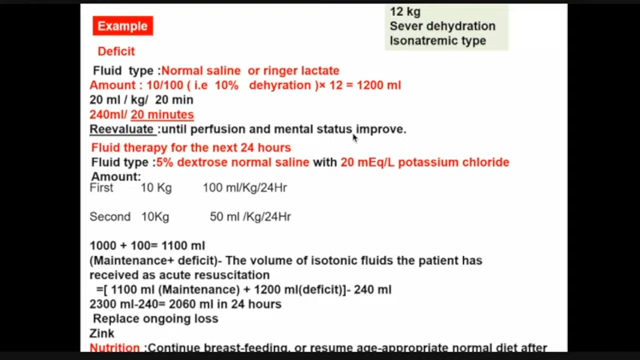 12 kg
Sever dehydration
Isonatremic type
Example
Deficit
Fluid type :Normal saline or ringer lactate
Amount : 10/100 ( i.e 10% dehyration )× 12 = 1200 ml
20 ml / kg/ 20 min
240ml/ 20 minutes
Reevaluate :until perfusion and mental status improve.
Fluid therapy for the next 24 hours
Fluid type :5% dextrose normal saline with 20 mEq/L potassium chloride
Amount:
First 10 Kg 100 ml/Kg/24Hr
Second 10Kg 50 ml /Kg/24Hr
1000 + 100= 1100 ml
(Maintenance+ deficit)- The volume of isotonic fluids the patient has
received as acute resuscitation
=[ 1100 ml (Maintenance) + 1200 ml(deficit)]- 240 ml
2300 ml-240= 2060 ml in 24 hours
Replace ongoing loss
Zink
Nutrition :Continue breast-feeding, or resume age-appropriate normal diet after